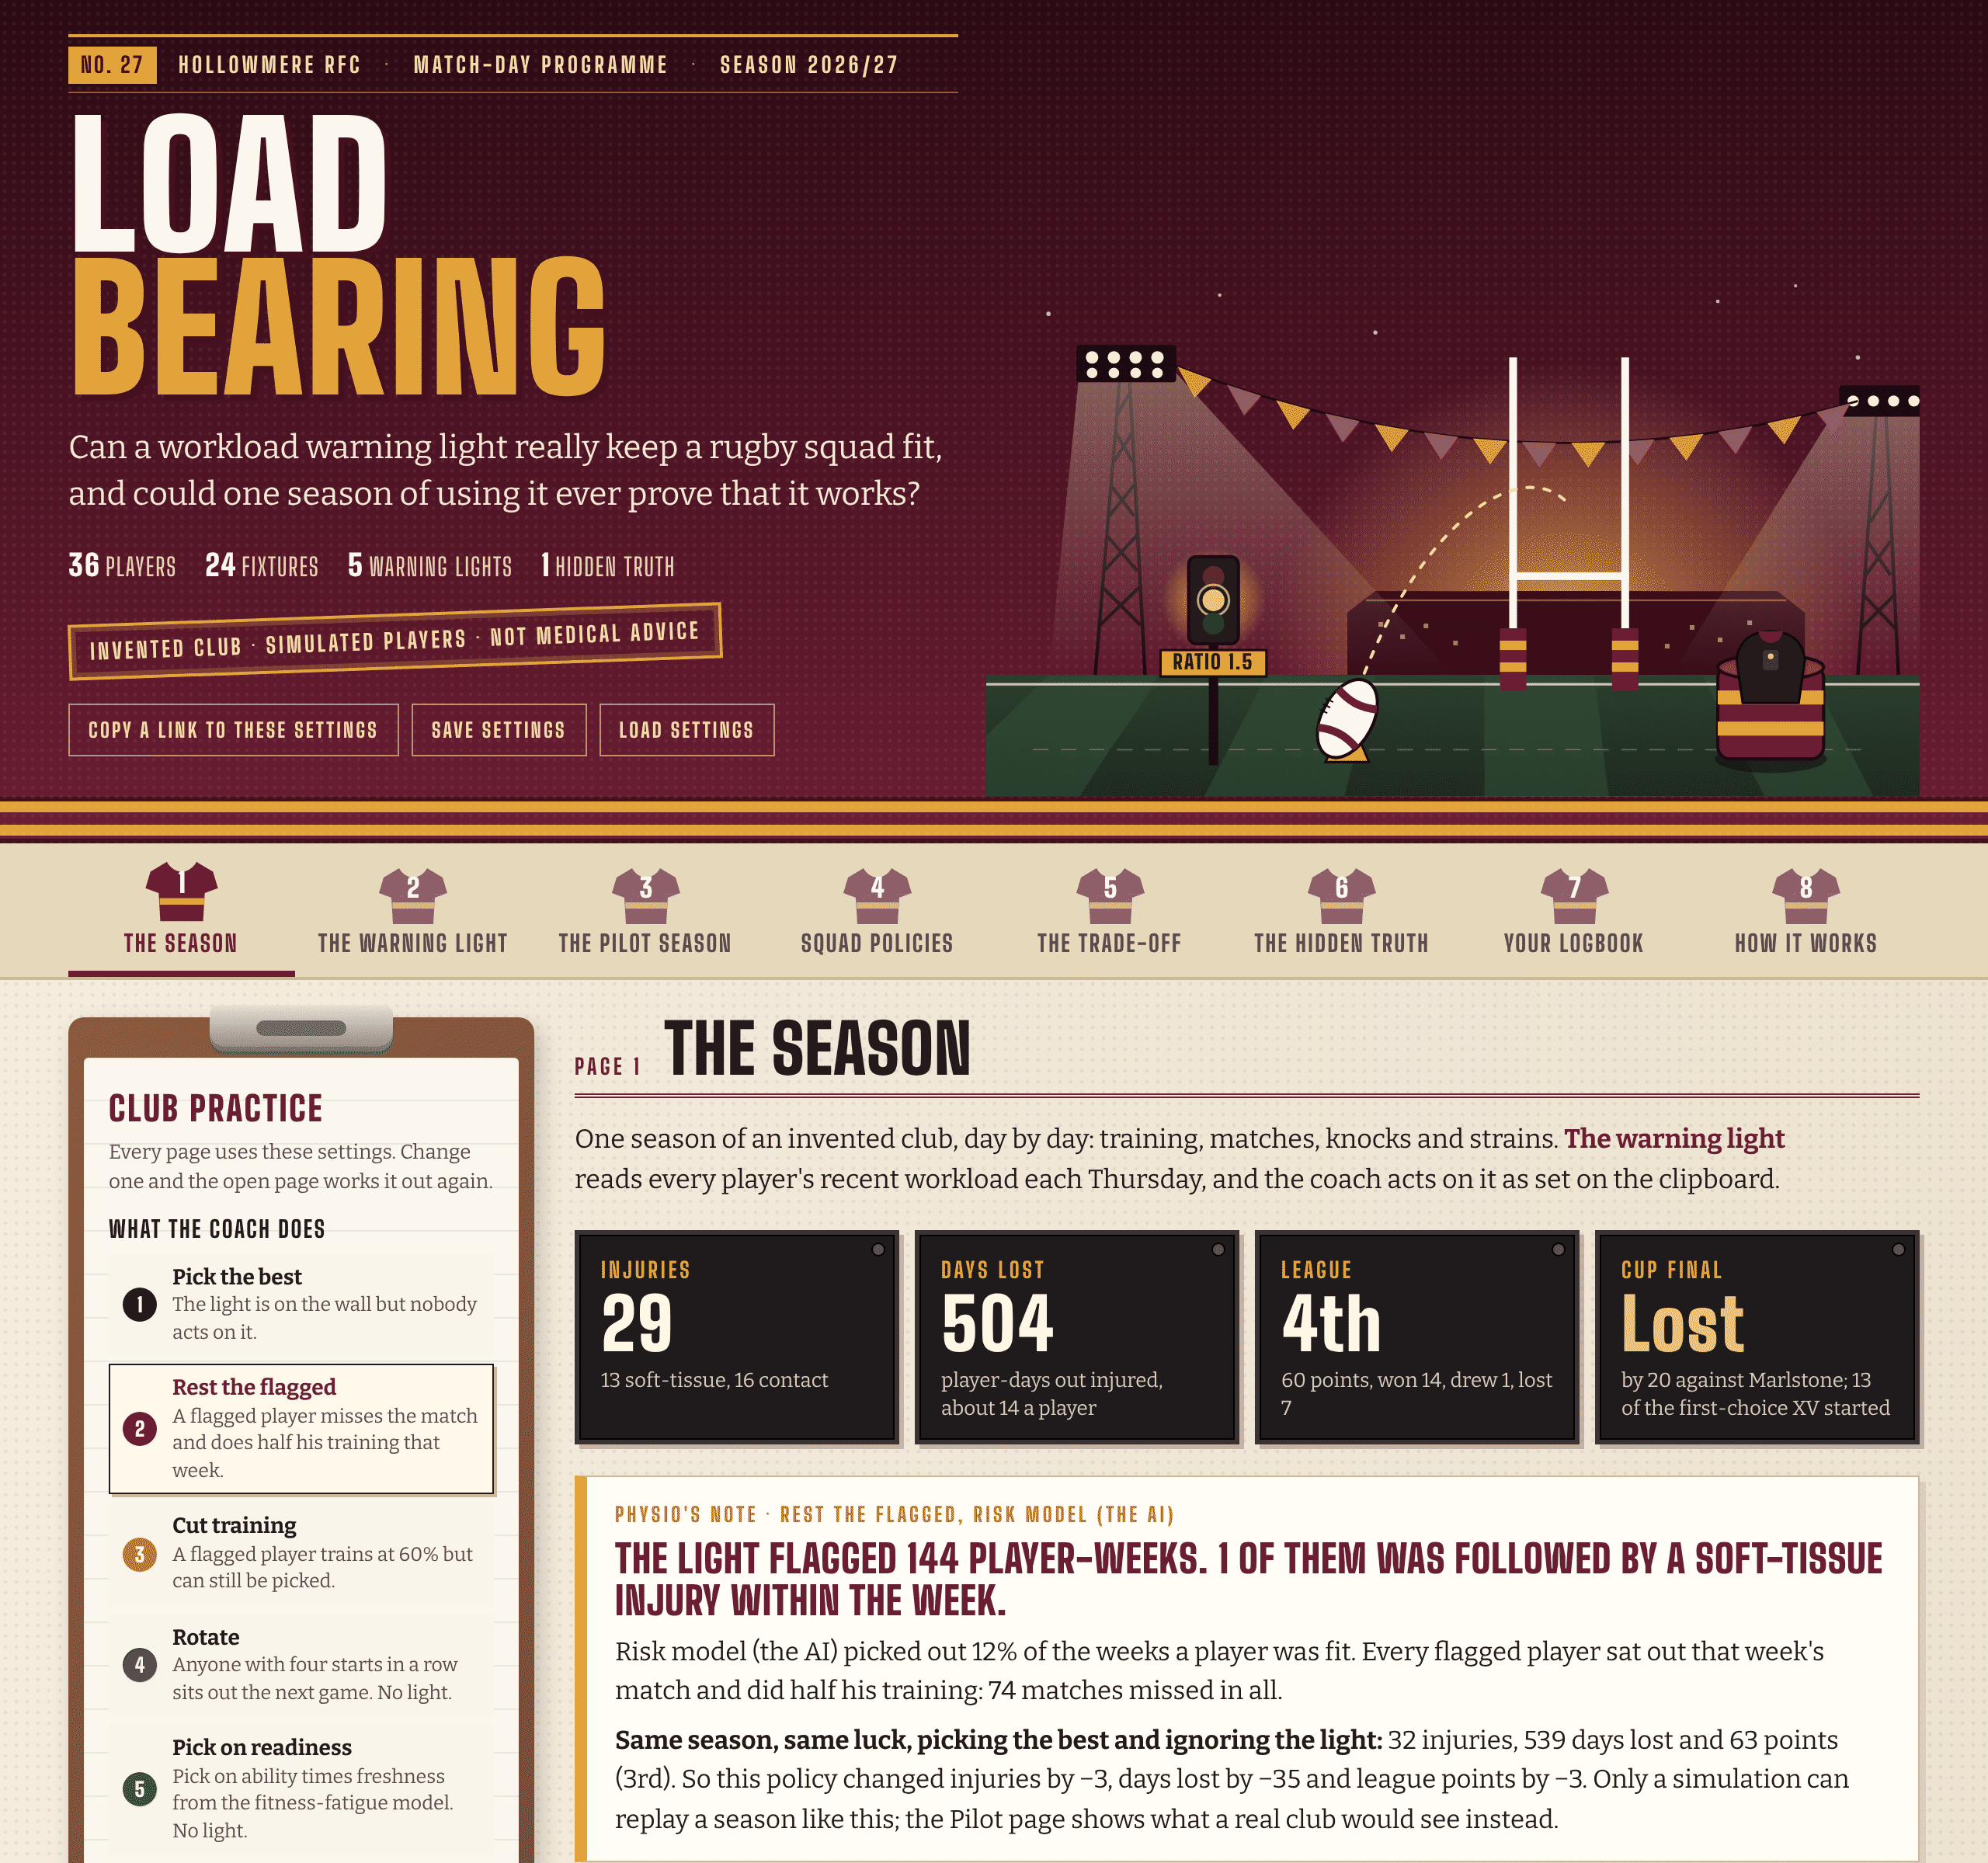 NO. 27 HOLLOWMERE RFC · MATCH-DAY PROGRAMME · SEASON 2026/27
LOAD
BEARING
Can a workload warning light really keep a rugby squad fit,
and could one season of using it ever prove that it works?
36 PLAYERS 24 FIXTURES 5 WARNING LIGHTS 1 HIDDEN TRUTH
INVENTED CLUB · SIMULATED PLAYERS · NOT MEDICAL ADVICE
COPY A LINK TO THESE SETTINGS
SAVE SETTINGS
LOAD SETTINGS
RATIO 1.5
1 THE SEASON
2 THE WARNING LIGHT
3 THE PILOT SEASON
4 SQUAD POLICIES
5 THE TRADE-OFF
6 THE HIDDEN TRUTH
7 YOUR LOGBOOK
8 HOW IT WORKS
CLUB PRACTICE
Every page uses these settings. Change
one and the open page works it out again.
WHAT THE COACH DOES
1
Pick the best
The light is on the wall but nobody
acts on it.
2
Rest the flagged
A flagged player misses the match
and does half his training that
week.
3
Cut training
A flagged player trains at 60% but
can still be picked.
4
Rotate
Anyone with four starts in a row
sits out the next game. No light.
5
Pick on readiness
Pick on ability times freshness
from the fitness-fatigue model.
No light.
PAGE 1 THE SEASON
One season of an invented club, day by day: training, matches, knocks and strains. The warning light
reads every player's recent workload each Thursday, and the coach acts on it as set on the clipboard.
INJURIES
29
13 soft-tissue, 16 contact
DAYS LOST
504
player-days out injured,
about 14 a player
LEAGUE
4th
60 points, won 14, drew 1, lost
7
CUP FINAL
Lost
by 20 against Marlstone; 13
of the first-choice XV started
PHYSIO'S NOTE · REST THE FLAGGED, RISK MODEL (THE AI)
THE LIGHT FLAGGED 144 PLAYER-WEEKS. 1 OF THEM WAS FOLLOWED BY A SOFT-TISSUE
INJURY WITHIN THE WEEK.
Risk model (the AI) picked out 12% of the weeks a player was fit. Every flagged player sat out that week's
match and did half his training: 74 matches missed in all.
Same season, same luck, picking the best and ignoring the light: 32 injuries, 539 days lost and 63 points
(3rd). So this policy changed injuries by −3, days lost by −35 and league points by −3. Only a simulation can
replay a season like this; the Pilot page shows what a real club would see instead.